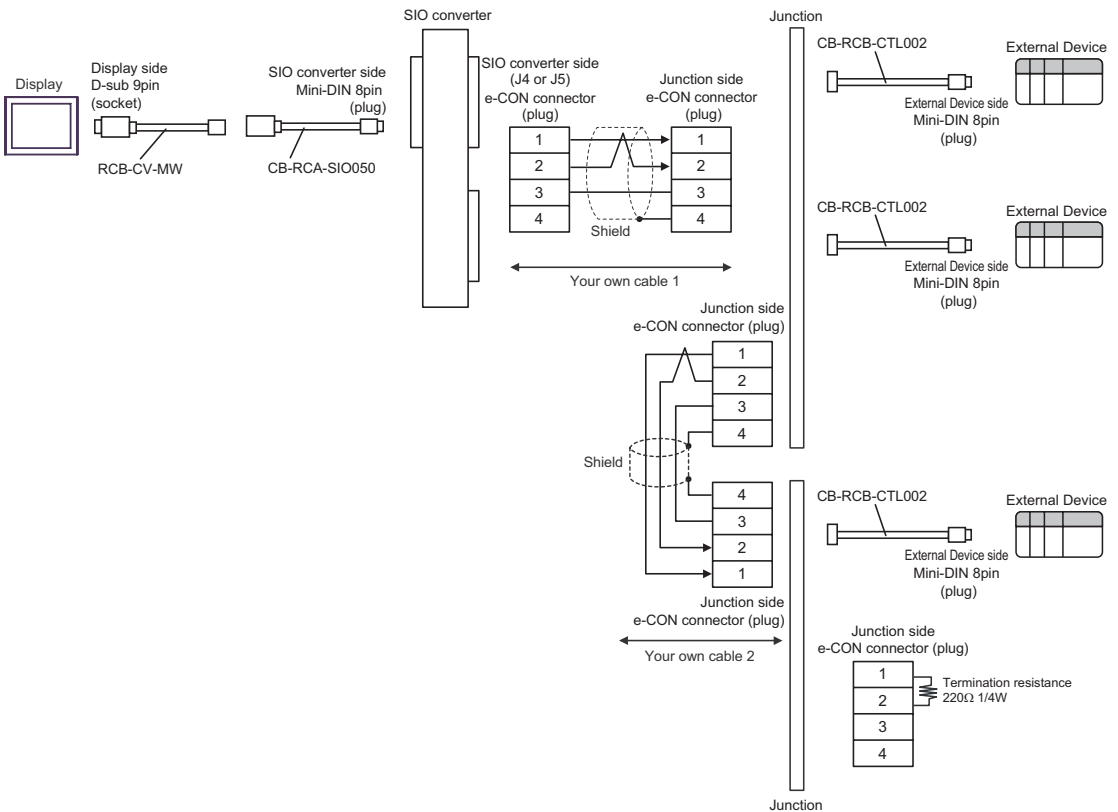 SIO converter
Junction
Display
Display side
D-sub 9pin
(socket)
RCB-CV-MW
SIO converter side
Mini-DIN 8pin
(plug)
CB-RCA-SIO050
SIO converter side
(J4 or J5)
e-CON connector
(plug)
1
2
3
4
Junction side
e-CON connector
(plug)
1
2
3
4
Shield
Your own cable 1
CB-RCB-CTL002
External Device side
Mini-DIN 8pin
(plug)
External Device
CB-RCB-CTL002
External Device side
Mini-DIN 8pin
(plug)
External Device
Junction side
e-CON connector (plug)
1
2
3
4
Shield
4
3
2
1
Junction side
e-CON connector (plug)
Your own cable 2
CB-RCB-CTL002
External Device side
Mini-DIN 8pin
(plug)
External Device
Junction side
e-CON connector (plug)
1
2
3
4
Termination resistance
220Ω 1/4W
Junction